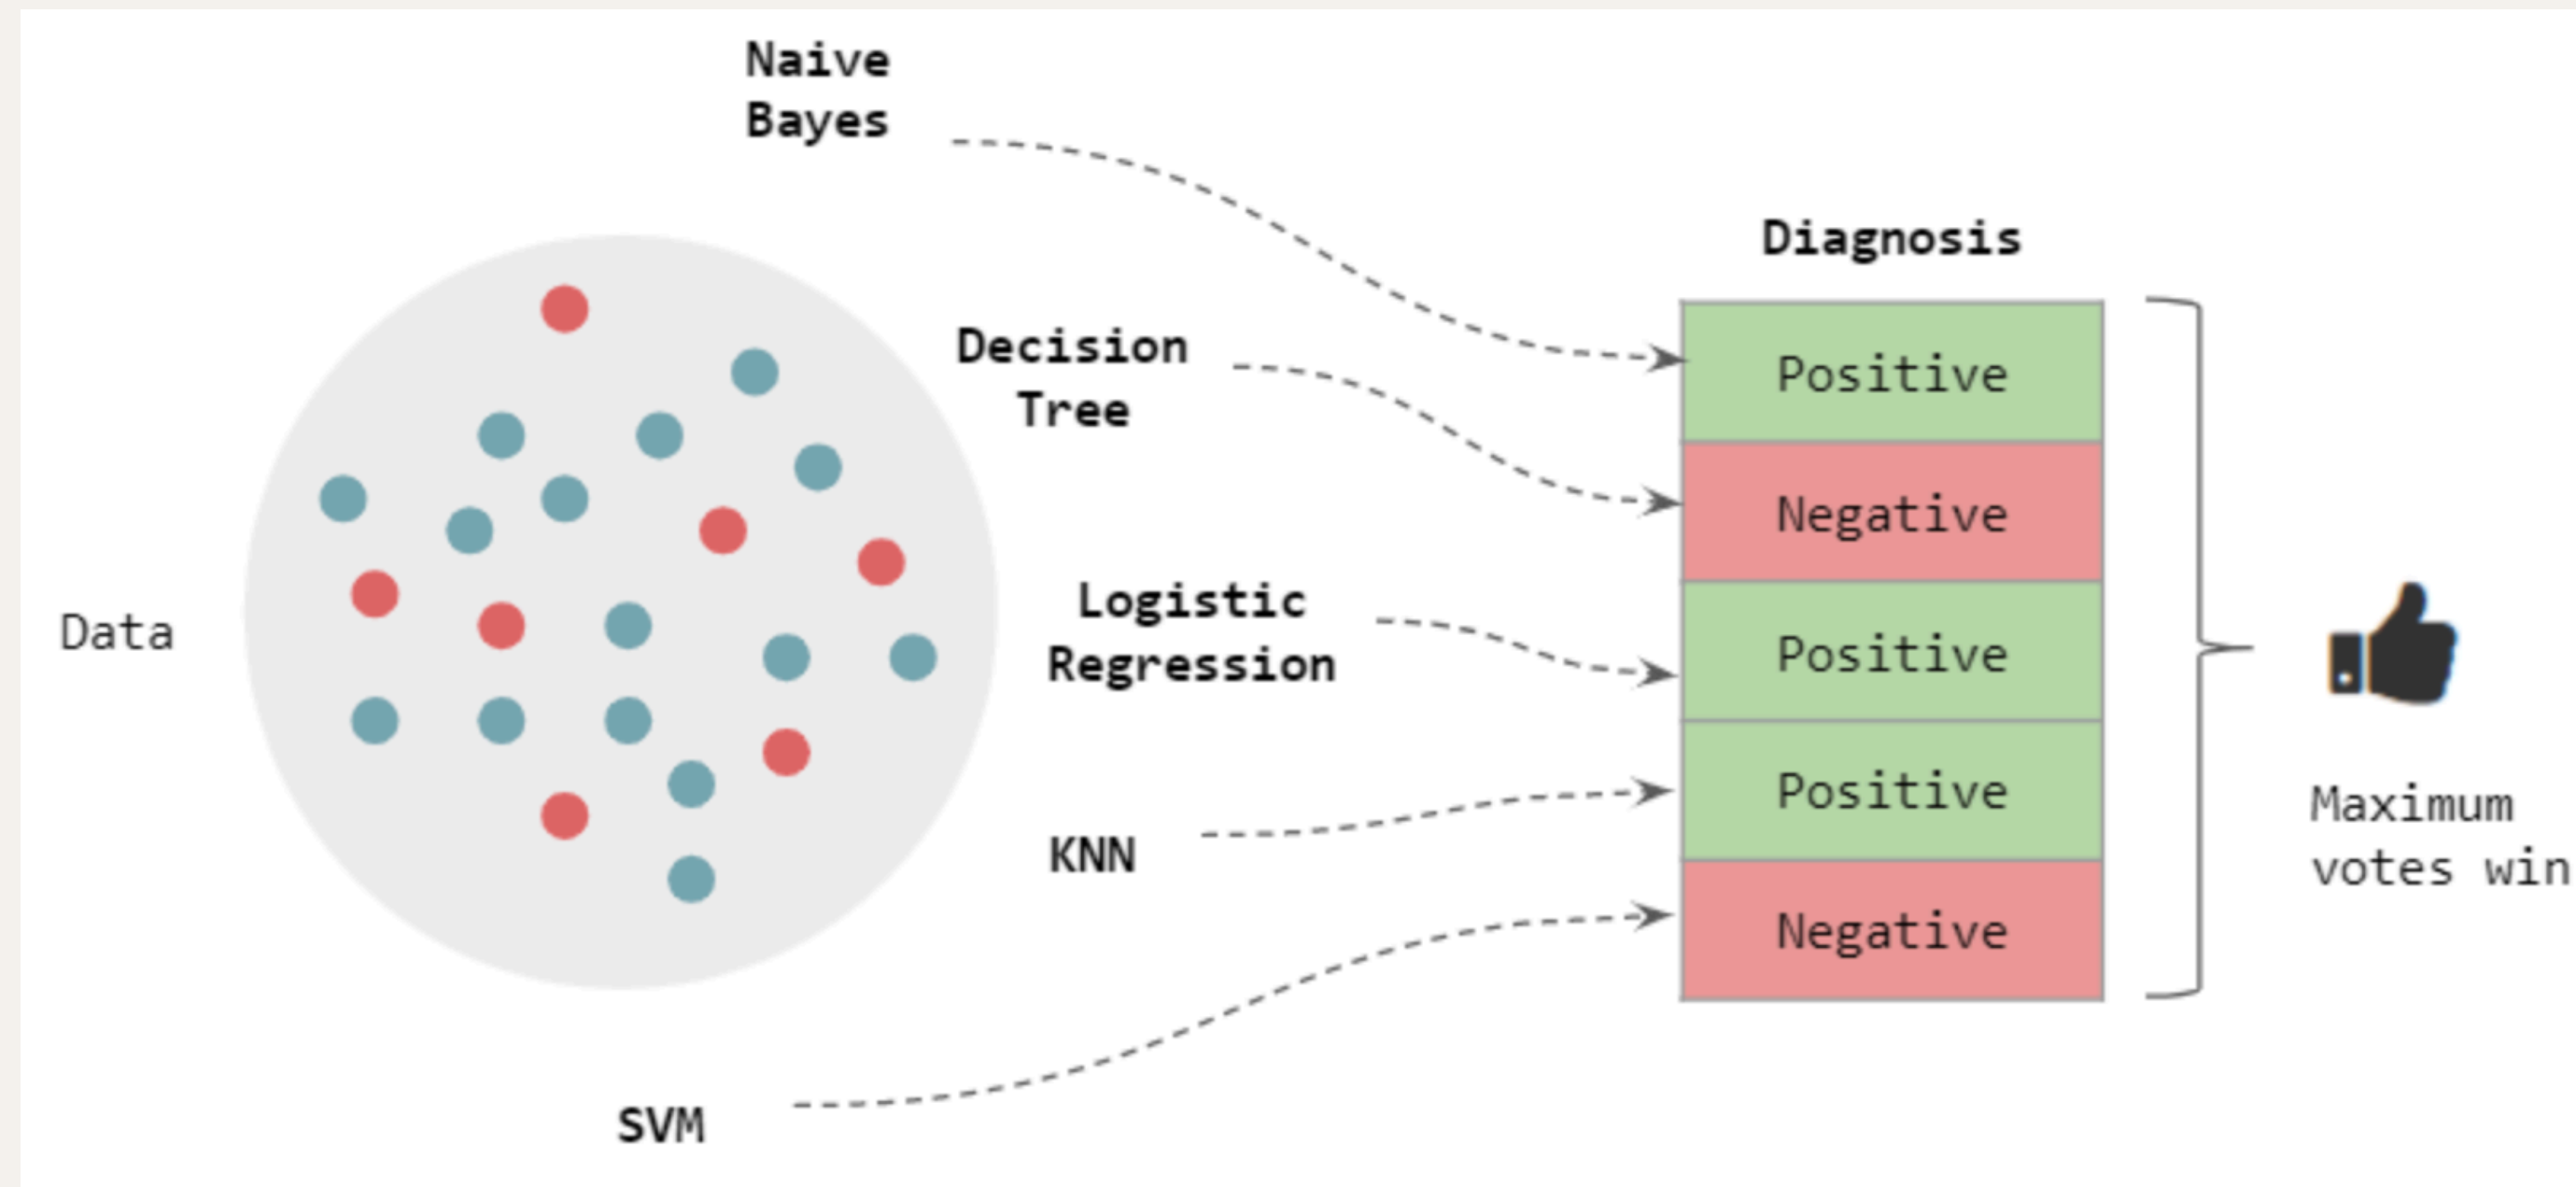 Naive
Bayes
Diagnosis
Decision
Tree
Positive
Negative
Data
Logistic
Regression
Positive
Positive
KNN
Maximum
votes win
Negative
SVM